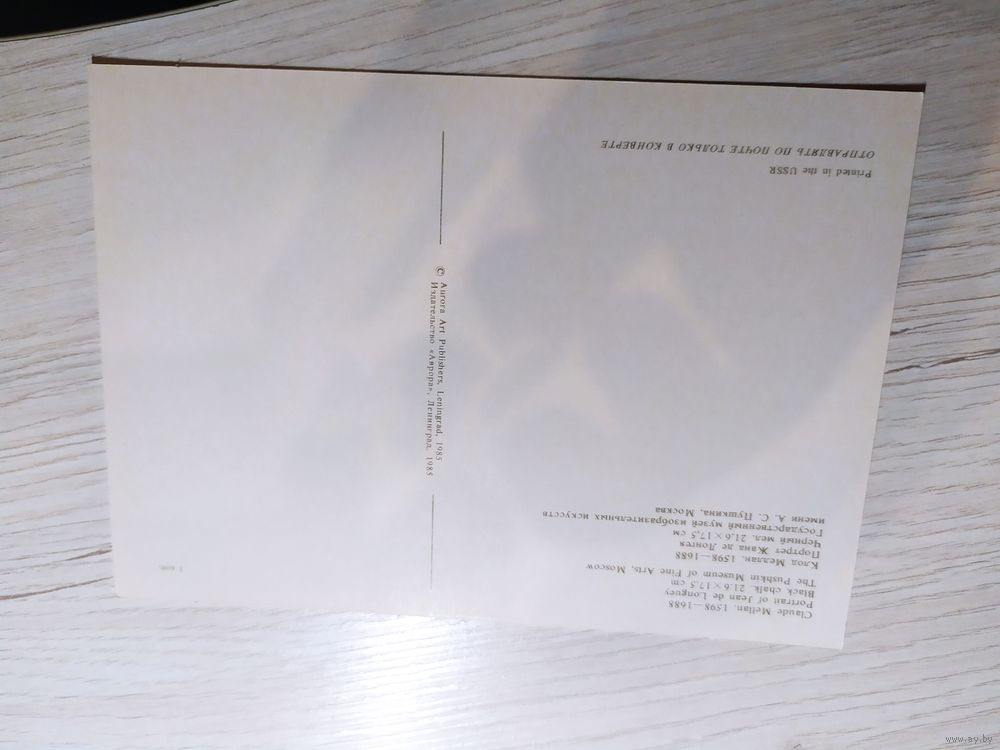 Клод Меллан. 1598—1688
Портрет Жана де Лонгея
Черный мел. 21,6×17,5 см
Государственный музей изобразительных искусств
имени А. С. Пушкина, Москва
Claude Mellan. 1598—1688
Portrait of Jean de Longuey
Black chalk. 21.6×17.5 cm
The Pushkin Museum of Fine Arts, Moscow
© Aurora Art Publishers, Leningrad, 1985
Издательство «Аврора», Ленинград, 1985
Printed in the USSR
ОТПРАВЛЯТЬ ПО ПОЧТЕ ТОЛЬКО В КОНВЕРТЕ
www.ay.by